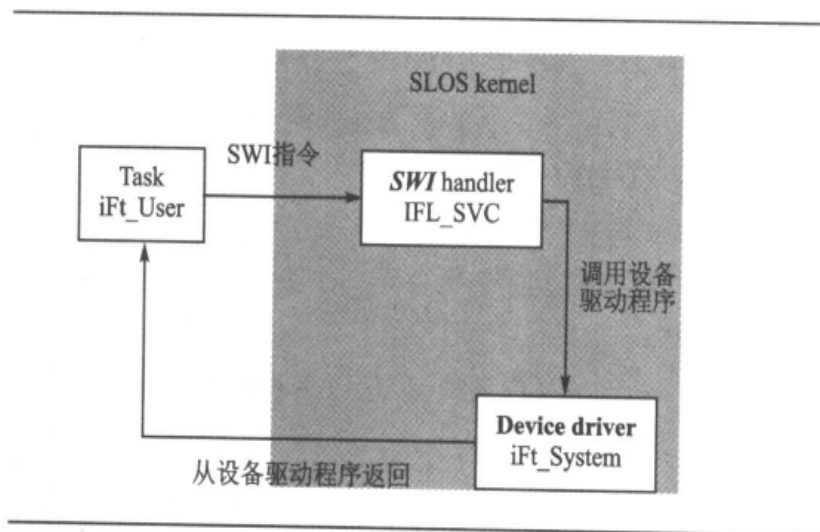 SLOS kernel
SWI指令
Task
iFt_User
SWI handler
IFL_SVC
调用设备
驱动程序
Device driver
iFt_System
从设备驱动程序返回